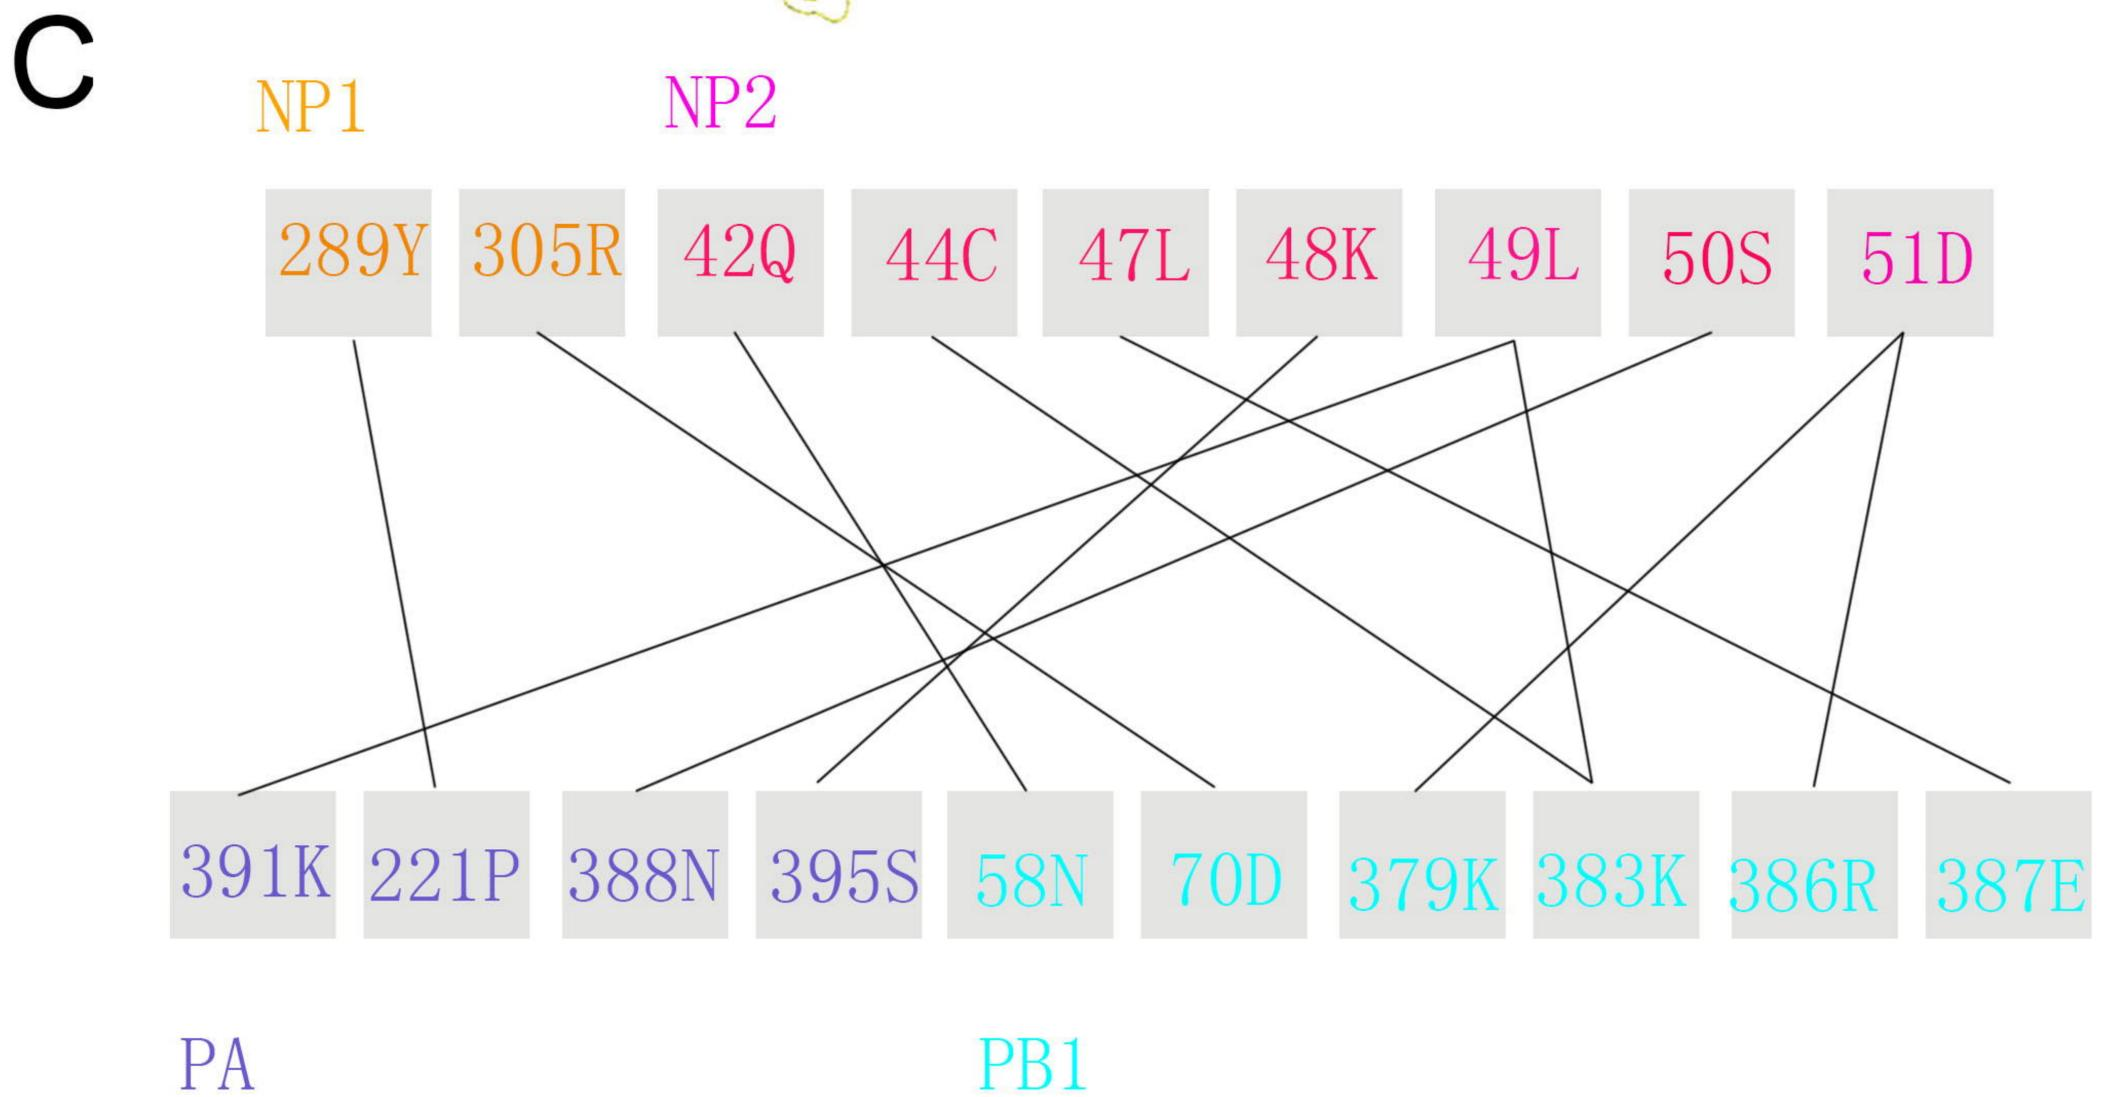 C
NP1 NP2
289Y 305R 42Q 44C 47L 48K 49L 50S 51D
391K 221P 388N 395S 58N 70D 379K 383K 386R 387E
PA PB1